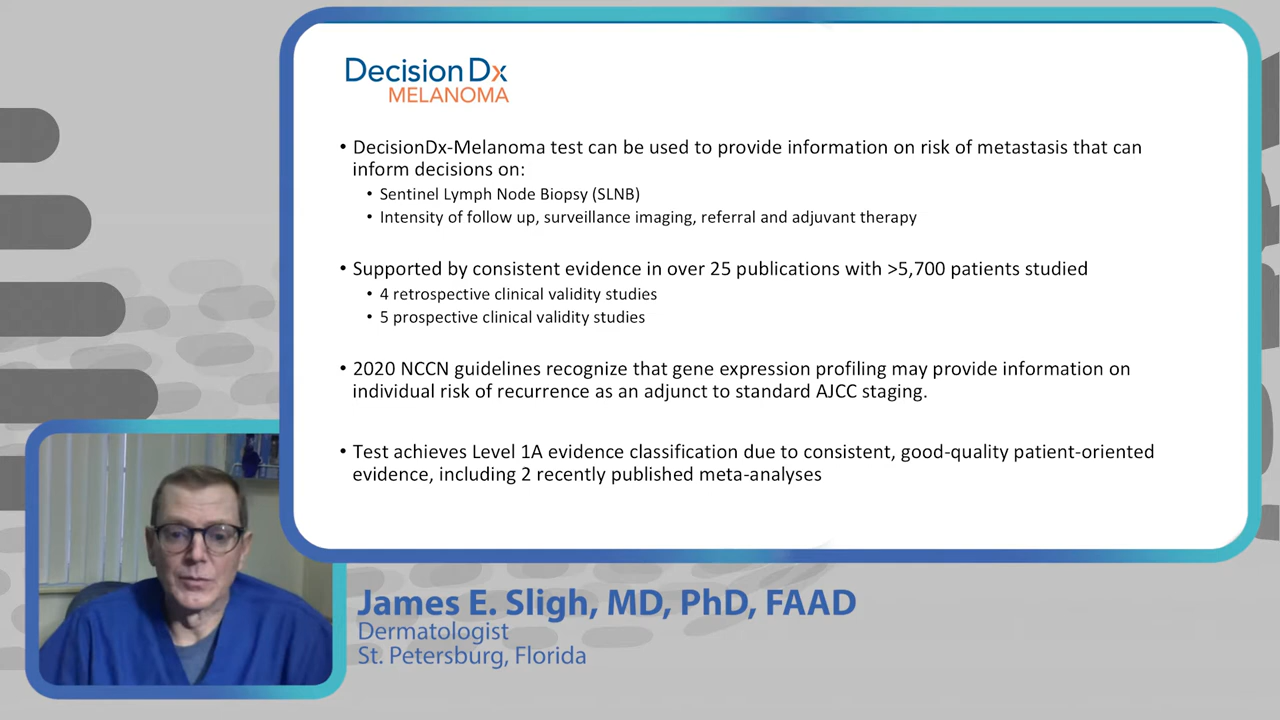 DecisionDx
MELANOMA
• DecisionDx-Melanoma test can be used to provide information on risk of metastasis that can
inform decisions on:
• Sentinel Lymph Node Biopsy (SLNB)
• Intensity of follow up, surveillance imaging, referral and adjuvant therapy
• Supported by consistent evidence in over 25 publications with >5,700 patients studied
• 4 retrospective clinical validity studies
• 5 prospective clinical validity studies
• 2020 NCCN guidelines recognize that gene expression profiling may provide information on
individual risk of recurrence as an adjunct to standard AJCC staging.
• Test achieves Level 1A evidence classification due to consistent, good-quality patient-oriented
evidence, including 2 recently published meta-analyses
James E. Sligh, MD, PhD, FAAD
Dermatologist
St. Petersburg, Florida